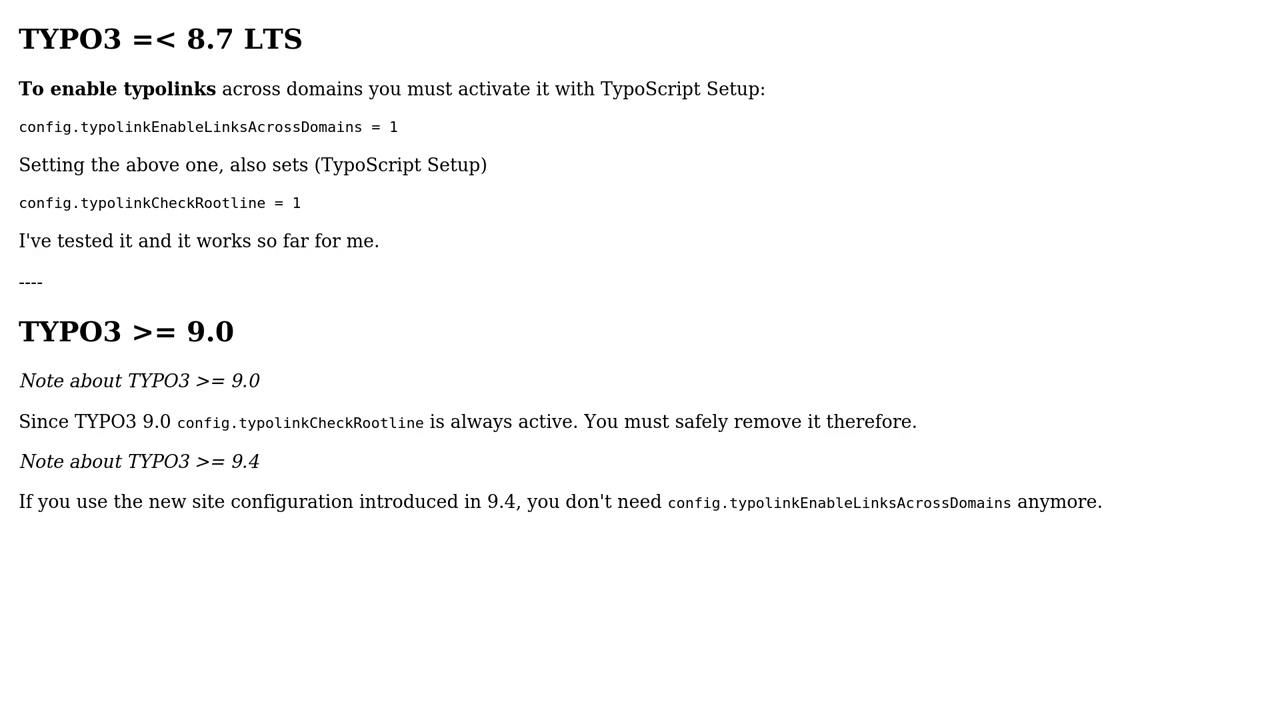 TYPO3 =< 8.7 LTS
To enable typolinks across domains you must activate it with TypoScript Setup:
config.typolinkEnableLinksAcrossDomains = 1
Setting the above one, also sets (TypoScript Setup)
config.typolinkCheckRootline = 1
I've tested it and it works so far for me.
----
TYPO3 >= 9.0
Note about TYPO3 >= 9.0
Since TYPO3 9.0 config.typolinkCheckRootline is always active. You must safely remove it therefore.
Note about TYPO3 >= 9.4
If you use the new site configuration introduced in 9.4, you don't need config.typolinkEnableLinksAcrossDomains anymore.